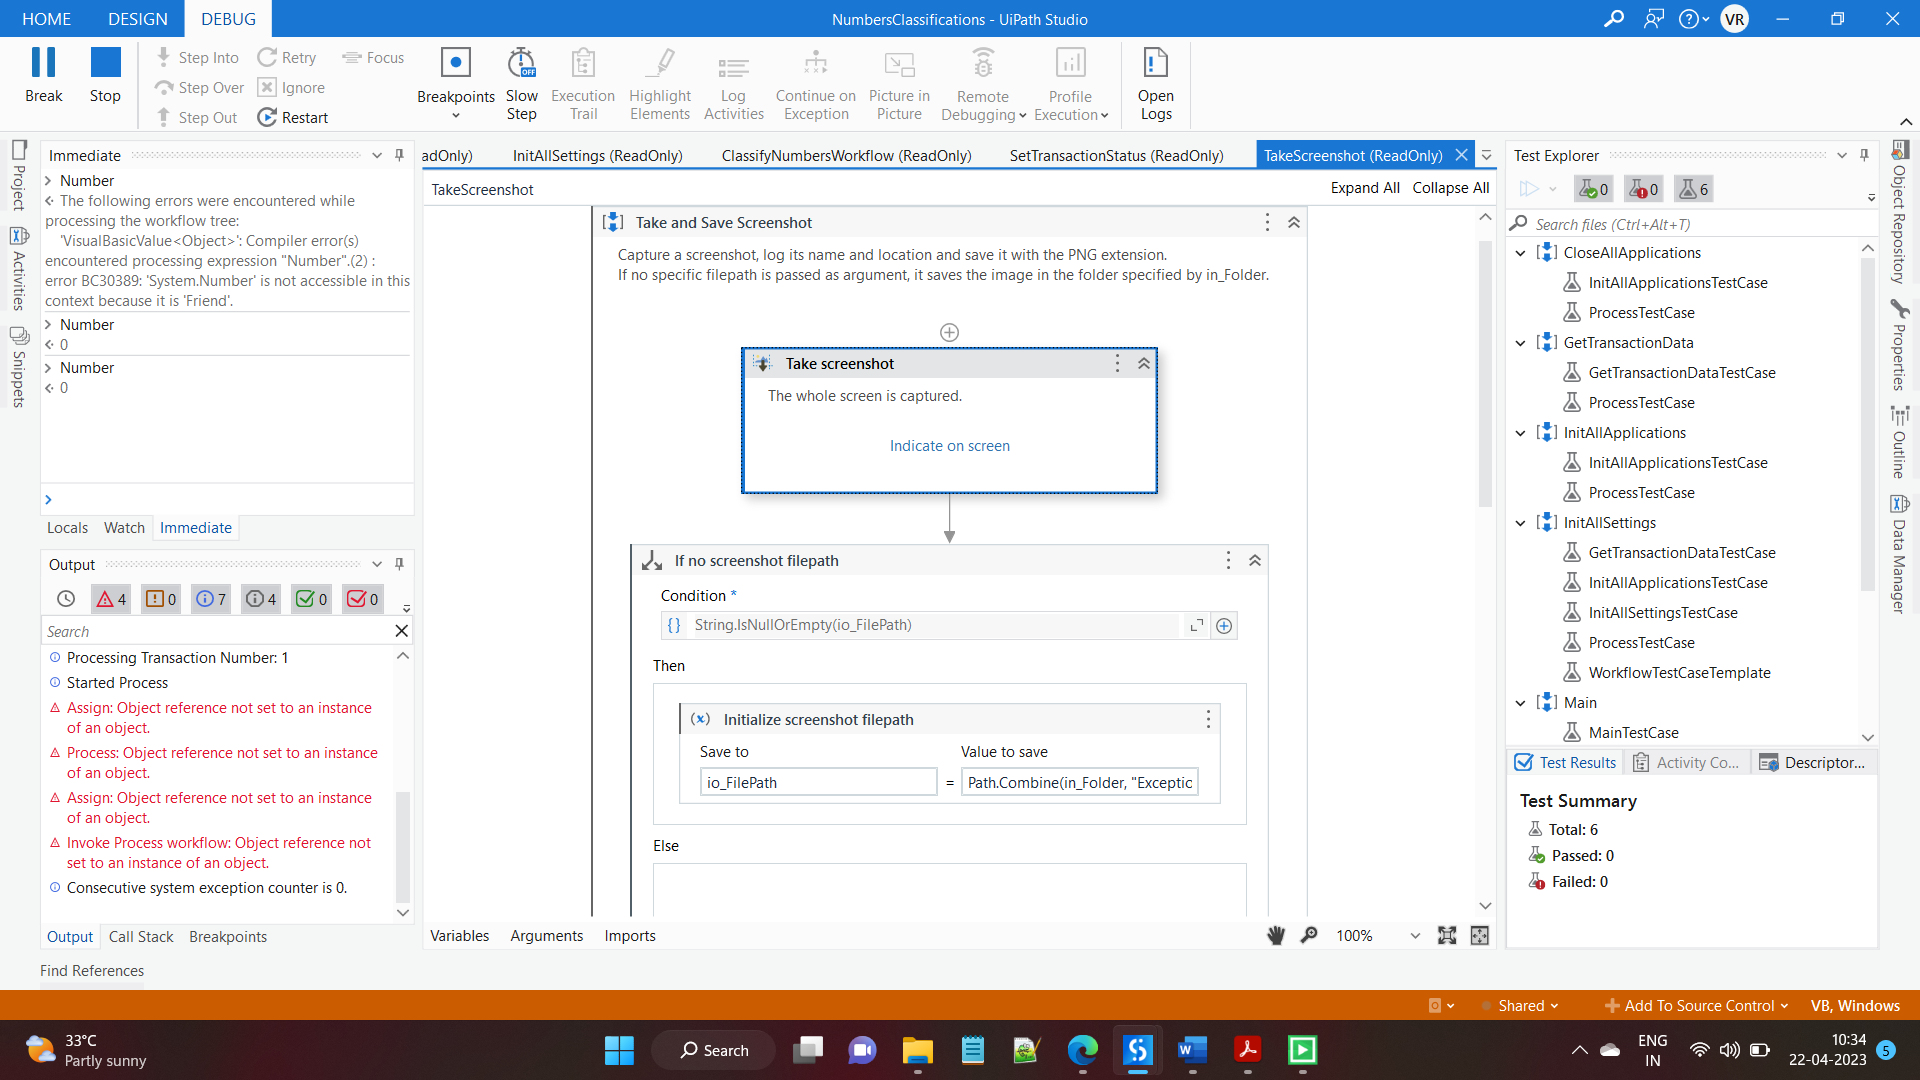 HOME DESIGN DEBUG
NumbersClassifications - UiPath Studio
VR
Break
Stop
Step Into
Step Over
Step Out
Retry
Ignore
Restart
Focus
Breakpoints
Slow
Step
OFF
Execution
Trail
Highlight
Elements
Log
Activities
Continue on
Exception
Picture in
Picture
Remote
Debugging
Profile
Execution
Open
Logs
Project
Activities
Snippets
Immediate
Number
The following errors were encountered while
processing the workflow tree:
'VisualBasicValue<Object>': Compiler error(s)
encountered processing expression "Number".(2) :
error BC30389: 'System.Number' is not accessible in this
context because it is 'Friend'.
Number
0
Number
0
Locals Watch Immediate
Output
4 0 7 4 0 0
Search
Processing Transaction Number: 1
Started Process
Assign: Object reference not set to an instance
of an object.
Process: Object reference not set to an instance
of an object.
Assign: Object reference not set to an instance
of an object.
Invoke Process workflow: Object reference not
set to an instance of an object.
Consecutive system exception counter is 0.
Output Call Stack Breakpoints
Find References
adOnly) InitAllSettings (ReadOnly) ClassifyNumbersWorkflow (ReadOnly) SetTransactionStatus (ReadOnly) TakeScreenshot (ReadOnly)
TakeScreenshot
Expand All Collapse All
Take and Save Screenshot
Capture a screenshot, log its name and location and save it with the PNG extension.
If no specific filepath is passed as argument, it saves the image in the folder specified by in_Folder.
Take screenshot
The whole screen is captured.
Indicate on screen
If no screenshot filepath
Condition *
String.IsNullOrEmpty(io_FilePath)
Then
(x) Initialize screenshot filepath
Save to Value to save
io_FilePath = Path.Combine(in_Folder, "Exceptic
Else
Variables Arguments Imports
100%
Test Explorer
0 0 6
Search files (Ctrl+Alt+T)
CloseAllApplications
InitAllApplicationsTestCase
ProcessTestCase
GetTransactionData
GetTransactionDataTestCase
ProcessTestCase
InitAllApplications
InitAllApplicationsTestCase
ProcessTestCase
InitAllSettings
GetTransactionDataTestCase
InitAllApplicationsTestCase
InitAllSettingsTestCase
ProcessTestCase
WorkflowTestCaseTemplate
Main
MainTestCase
Test Results Activity Co... Descriptor...
Test Summary
Total: 6
Passed: 0
Failed: 0
Object Repository
Properties
Outline
Data Manager
Shared Add To Source Control VB, Windows
33°C
Partly sunny
Search
ENG
IN
10:34
22-04-2023
5